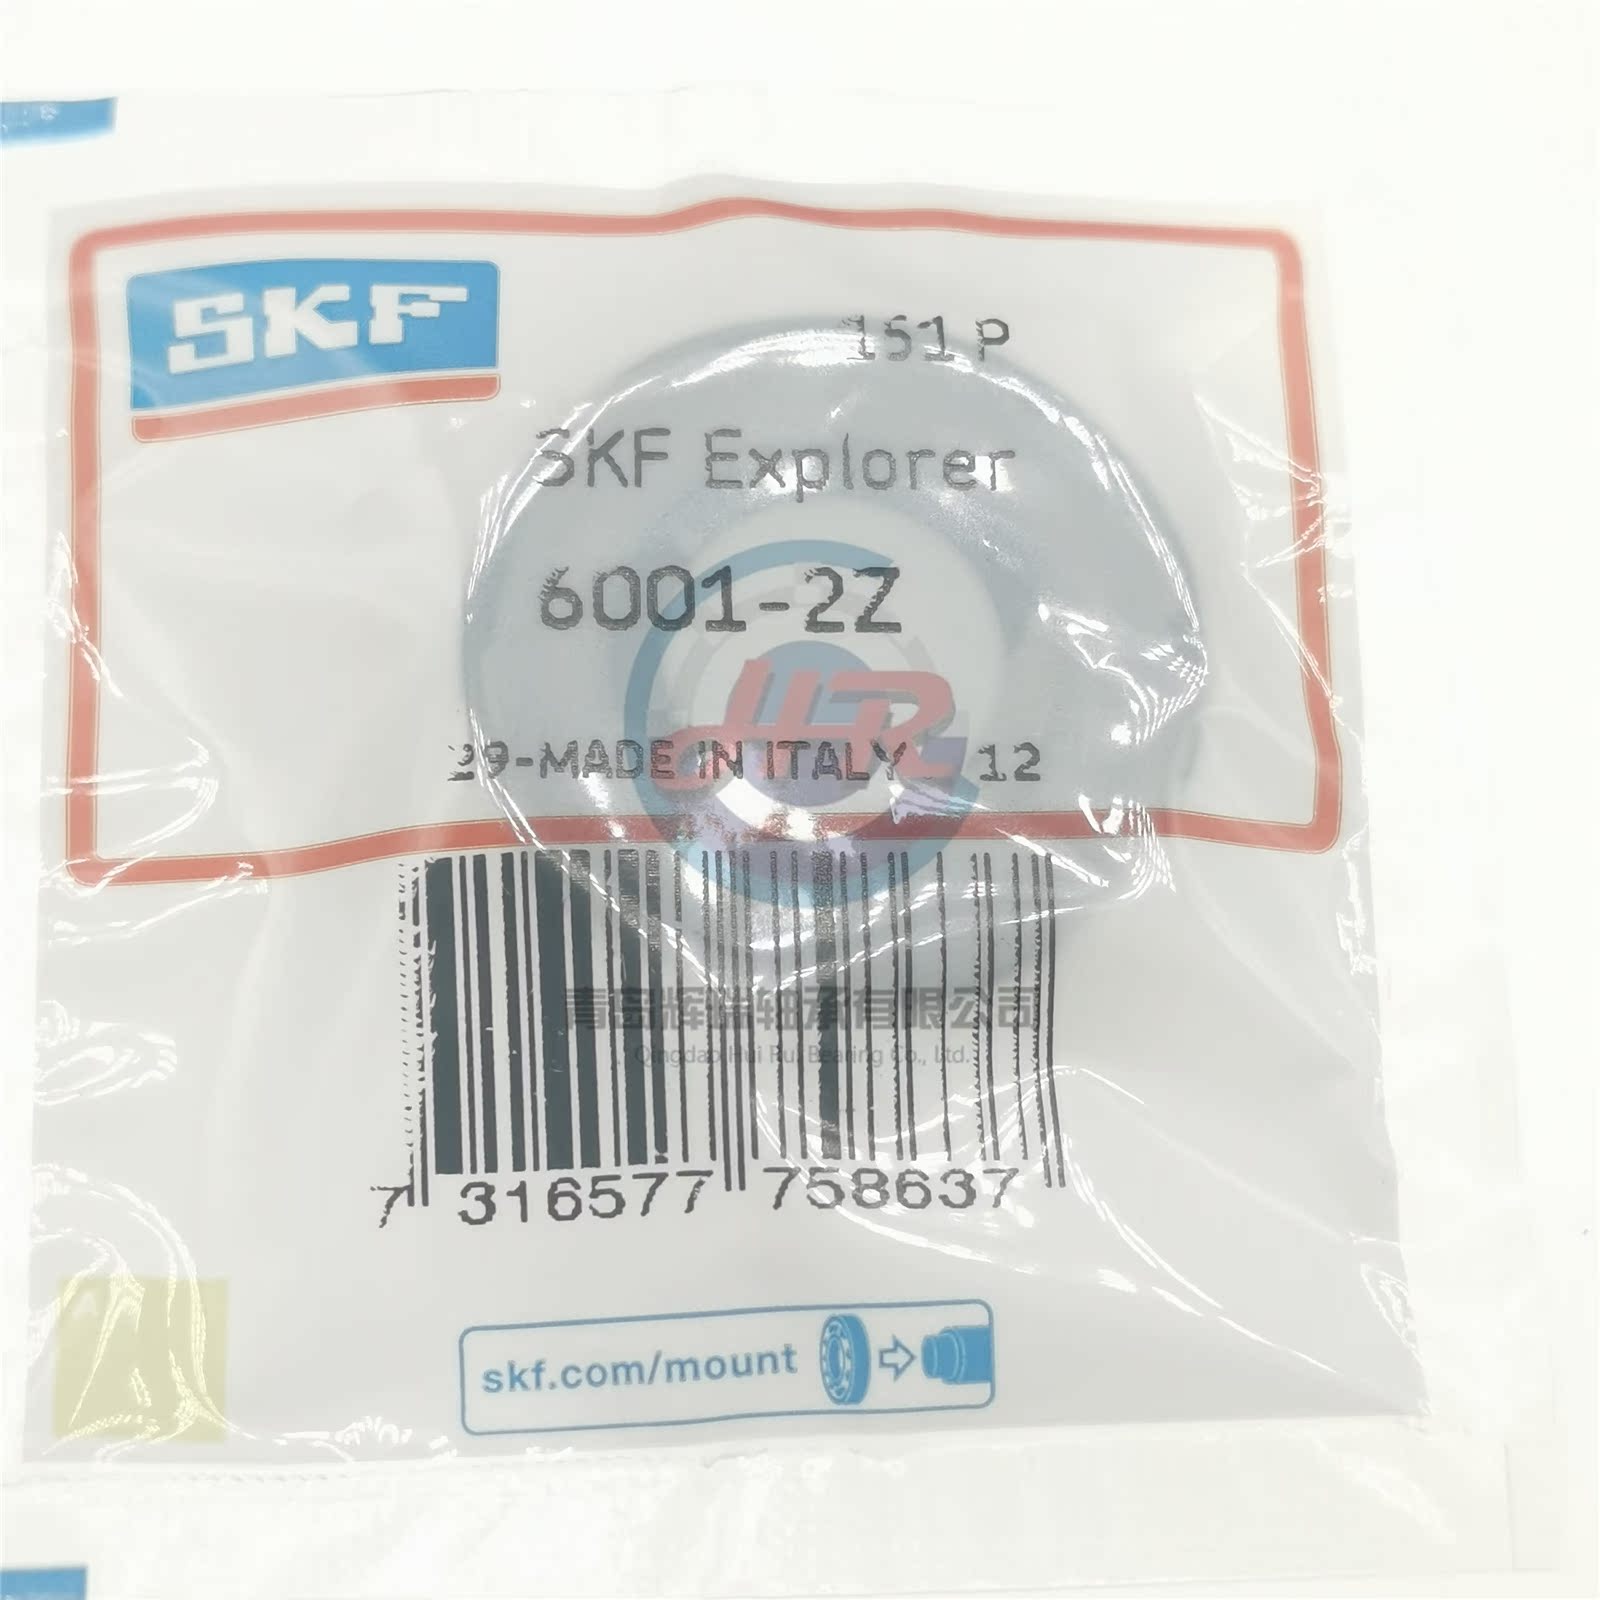 SKF
151 P
SKF Explorer
6001-2Z
HR
29-MADE IN ITALY 12
青岛辉瑞轴承有限公司
Qingdao Hui Rui Bearing Co., Ltd.
7 316577 758637
A
skf.com/mount